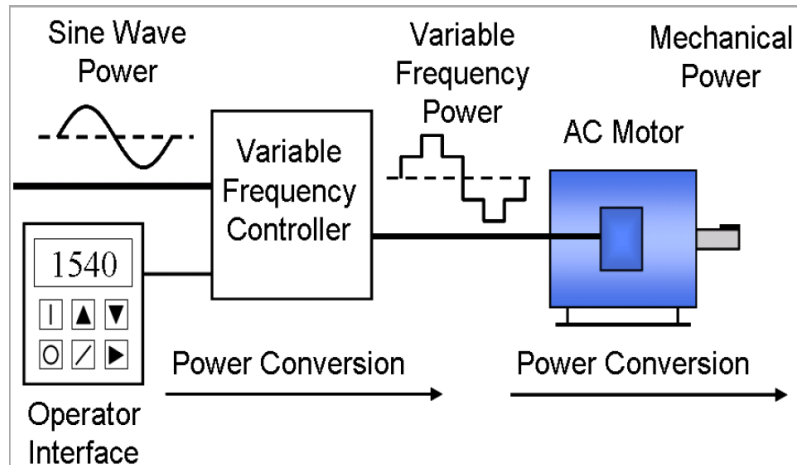 Sine Wave
Power
Variable
Frequency
Power
Mechanical
Power
AC Motor
Variable
Frequency
Controller
1540
Operator
Interface
Power Conversion
Power Conversion